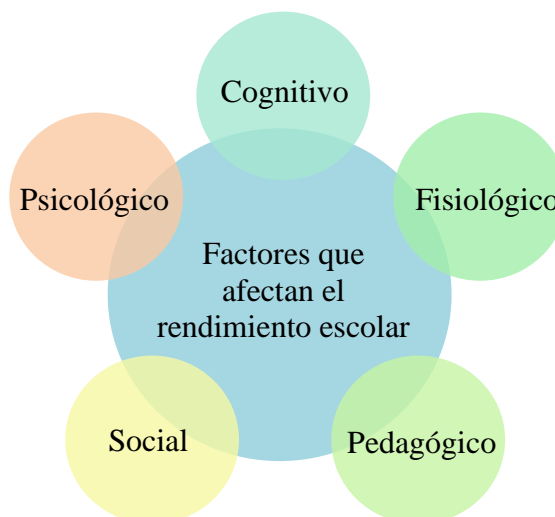 Cognitivo
Psicológico
Fisiológico
Factores que
afectan el
rendimiento escolar
Social
Pedagógico